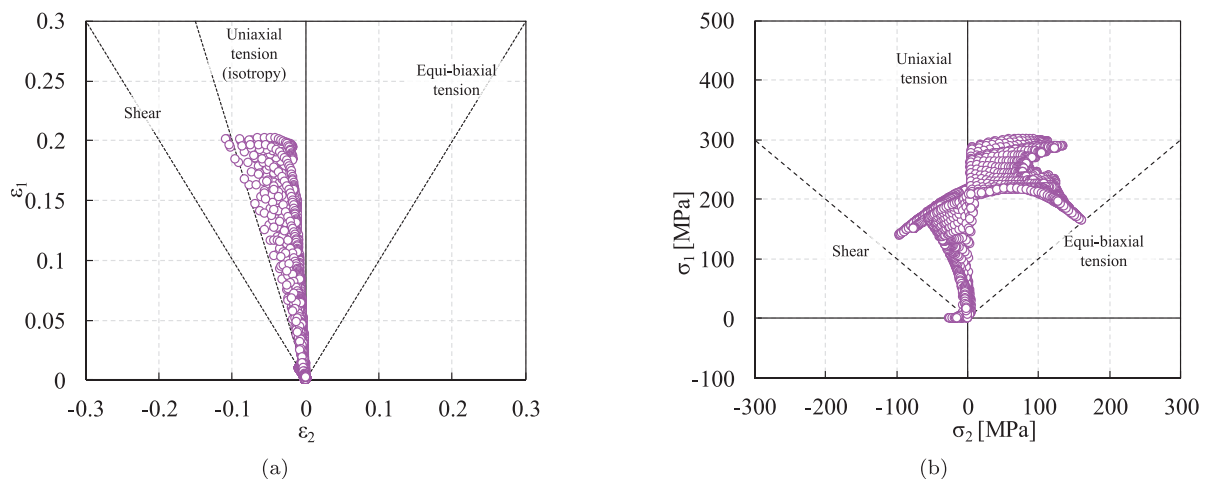 0.3
0.25
0.2
0.15
0.1
0.05
0
ε1
-0.3
-0.2
-0.1
0
0.1
0.2
0.3
ε2
Shear
Uniaxial
tension
(isotropy)
Equi-biaxial
tension
(a)
500
400
300
200
100
0
-100
σ1 [MPa]
-300
-200
-100
0
100
200
300
σ2 [MPa]
Uniaxial
tension
Shear
Equi-biaxial
tension
(b)